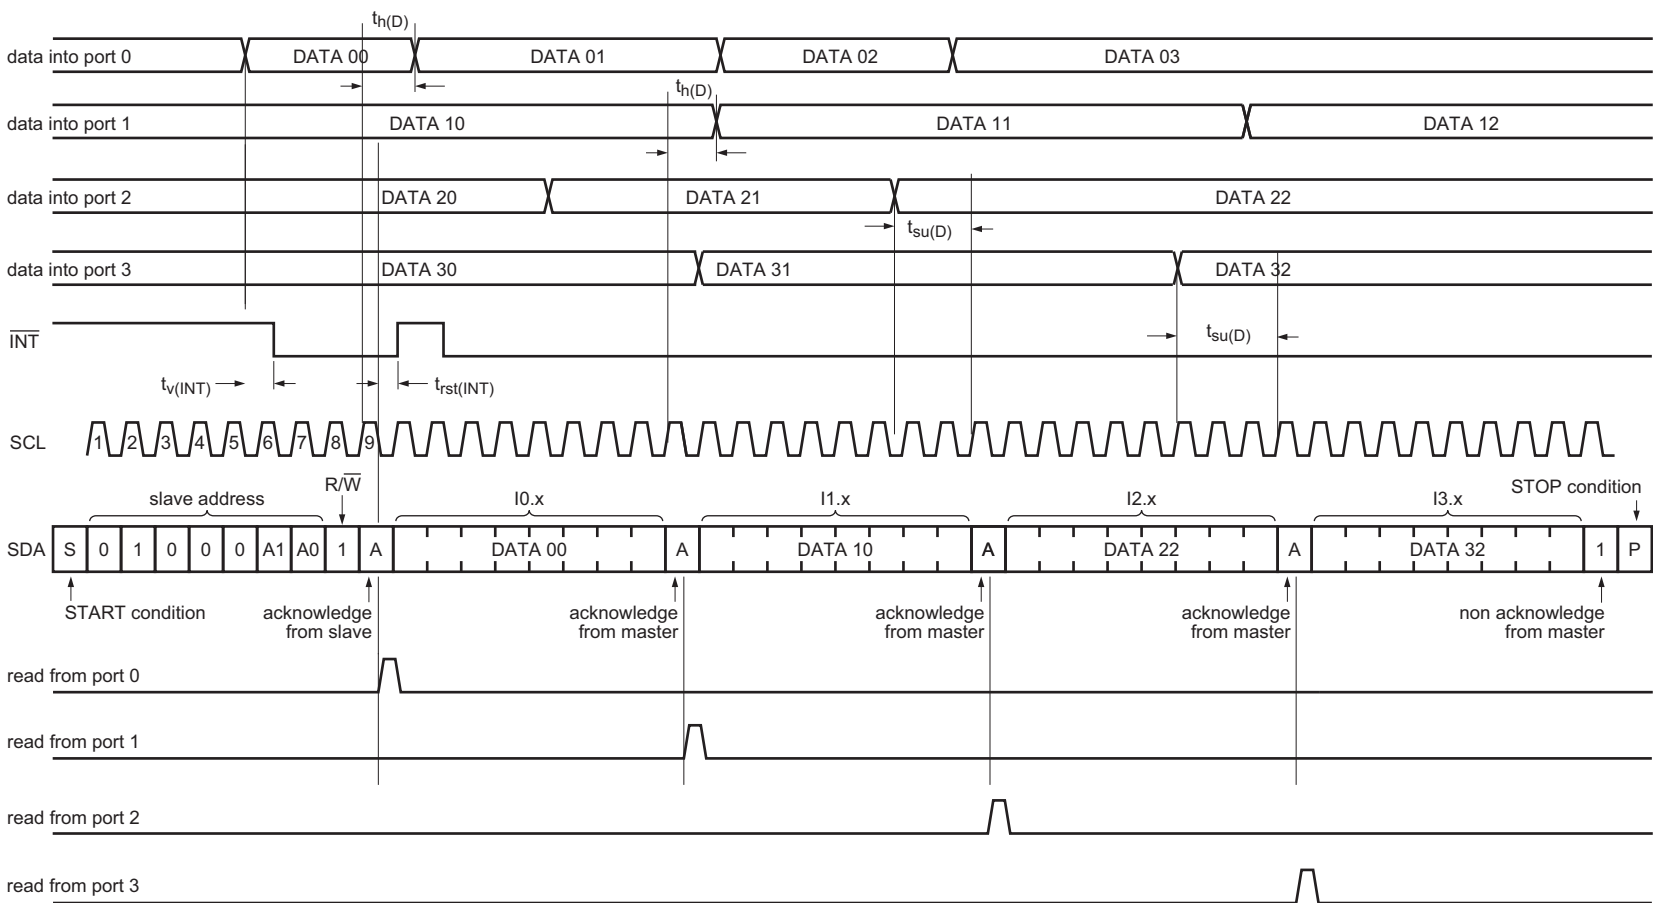 th(D)
data into port 0 DATA 00 DATA 01 DATA 02 DATA 03
th(D)
data into port 1 DATA 10 DATA 11 DATA 12
data into port 2 DATA 20 DATA 21 DATA 22
tsu(D)
data into port 3 DATA 30 DATA 31 DATA 32
INT tsu(D)
tv(INT) trst(INT)
SCL 1 2 3 4 5 6 7 8 9
R/W
slave address I0.x I1.x I2.x I3.x STOP condition
SDA S 0 1 0 0 0 A1 A0 1 A DATA 00 A DATA 10 A DATA 22 A DATA 32 1 P
START condition acknowledge acknowledge acknowledge acknowledge non acknowledge
from slave from master from master from master from master
read from port 0
read from port 1
read from port 2
read from port 3